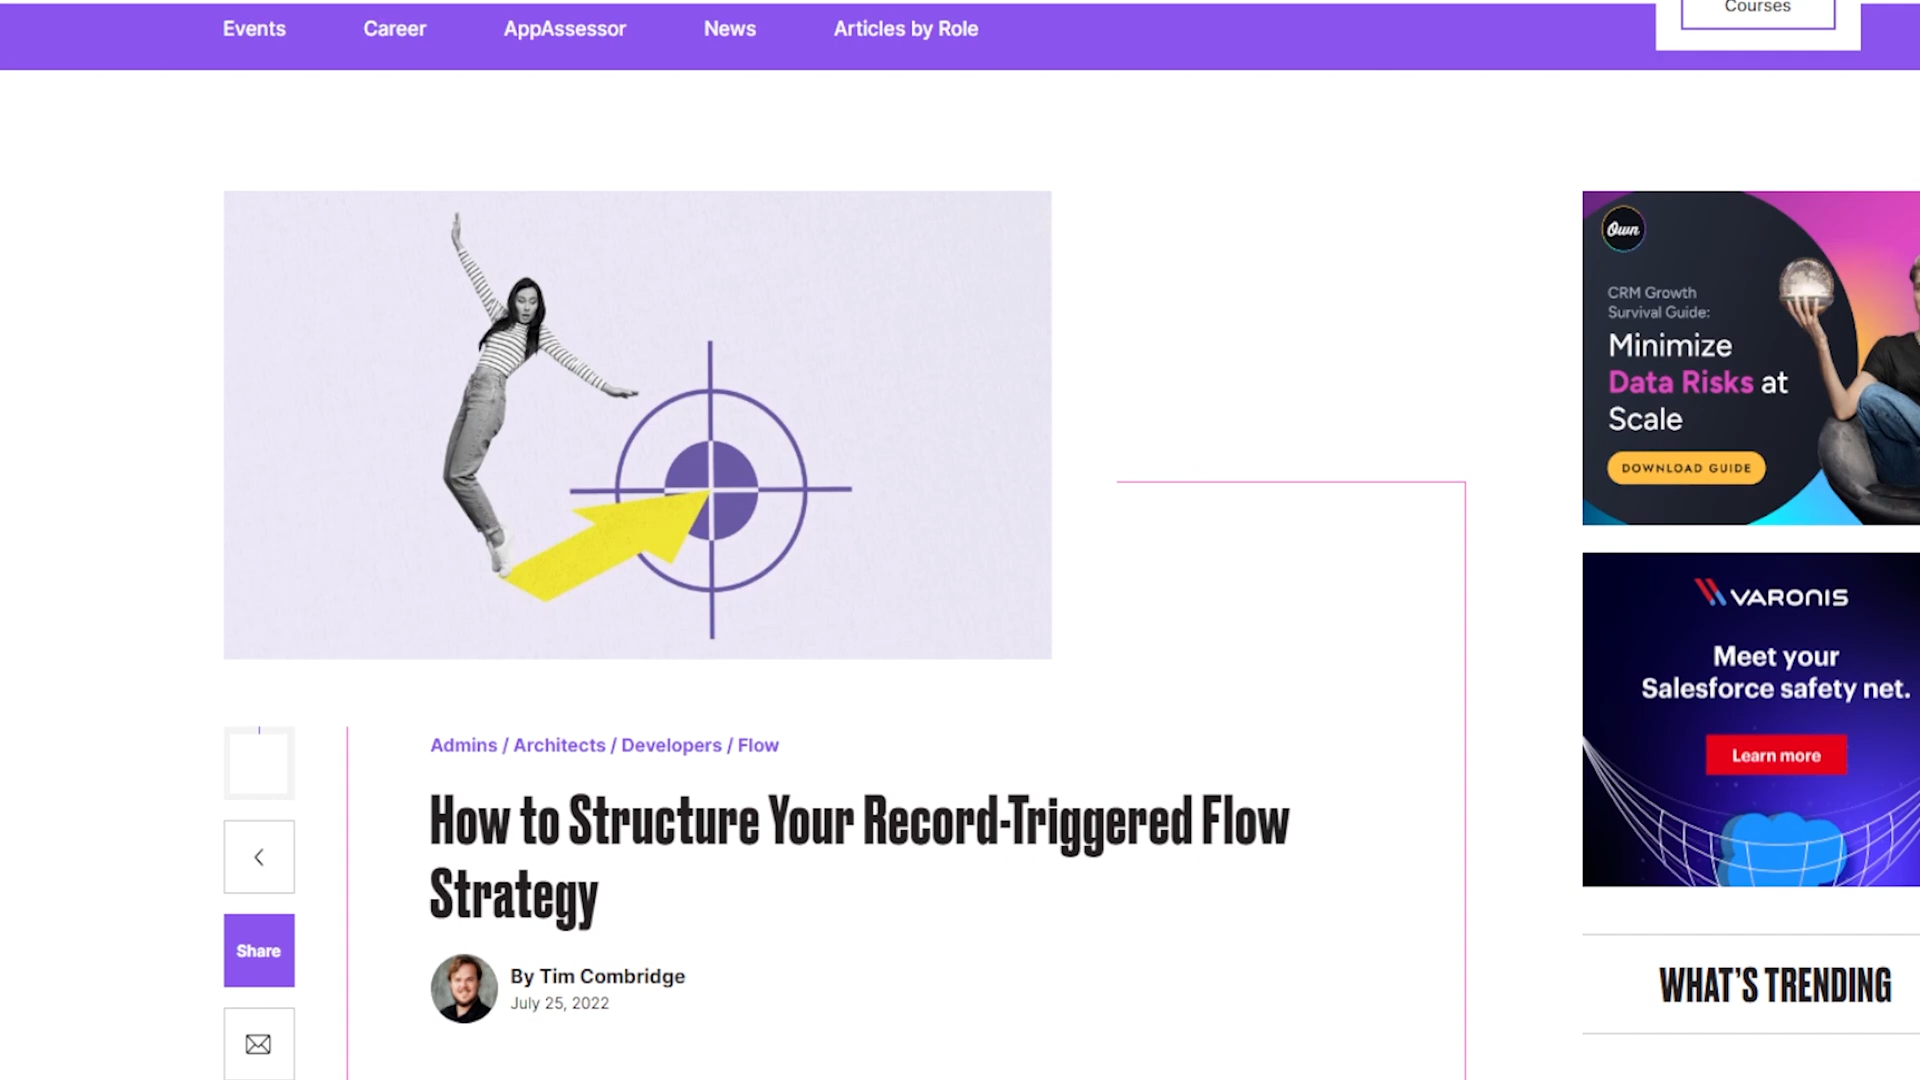 Events Career AppAssessor News Articles by Role
Courses
Own
CRM Growth
Survival Guide:
Minimize
Data Risks at
Scale
DOWNLOAD GUIDE
VARONIS
Meet your
Salesforce safety net.
Learn more
Admins / Architects / Developers / Flow
How to Structure Your Record-Triggered Flow
Strategy
Share
By Tim Combridge
July 25, 2022
WHAT'S TRENDING